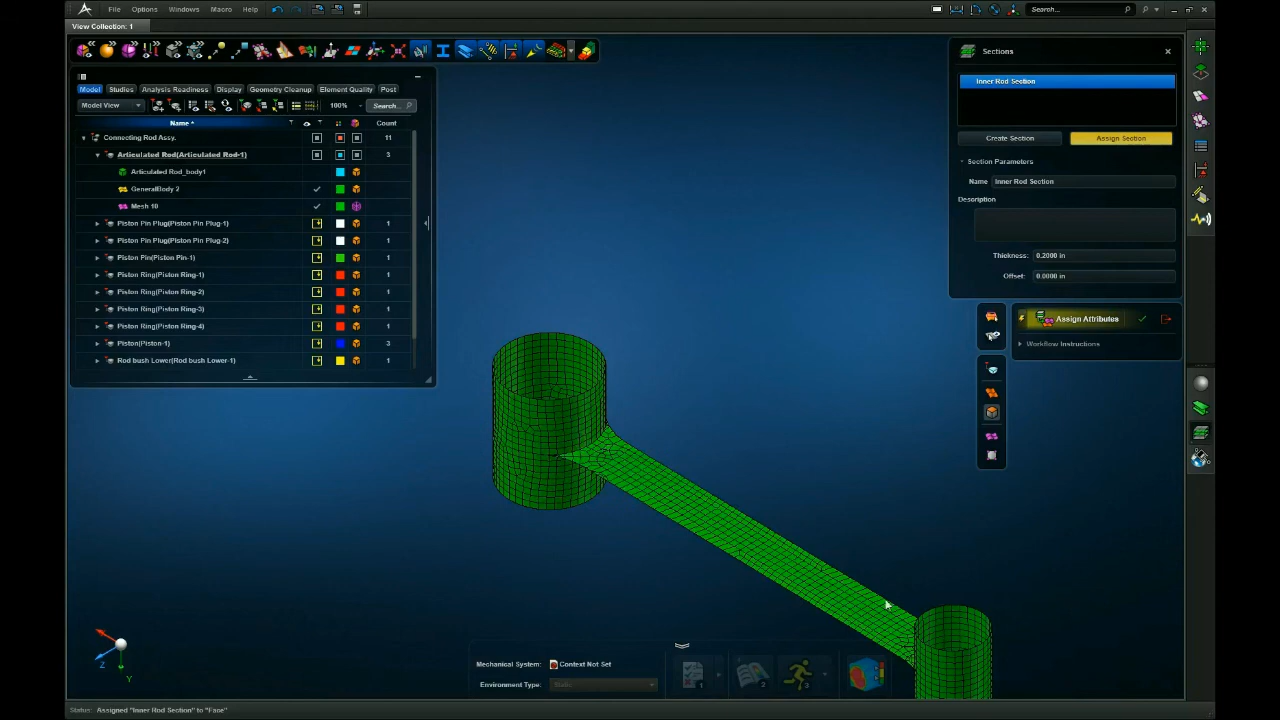 File Options Windows Macro Help
Search...
View Collection: 1
Model Studies Analysis Readiness Display Geometry Cleanup Element Quality Post
Model View 100% Search...
Name Count
Connecting Rod Assy. 11
Articulated Rod(Articulated Rod-1) 3
Articulated Rod_body1
GeneralBody 2
Mesh 10
Piston Pin Plug(Piston Pin Plug-1) 1
Piston Pin Plug(Piston Pin Plug-2) 1
Piston Pin(Piston Pin-1) 1
Piston Ring(Piston Ring-1) 1
Piston Ring(Piston Ring-2) 1
Piston Ring(Piston Ring-3) 1
Piston Ring(Piston Ring-4) 1
Piston(Piston-1) 3
Rod bush Lower(Rod bush Lower-1) 1
Sections
Inner Rod Section
Create Section Assign Section
Section Parameters
Name Inner Rod Section
Description
Thickness: 0.2000 in
Offset: 0.0000 in
Assign Attributes
Workflow Instructions
X
Z
Y
Mechanical System: Context Not Set
Environment Type: Static
1 2 3
Status: Assigned "Inner Rod Section" to "Face"